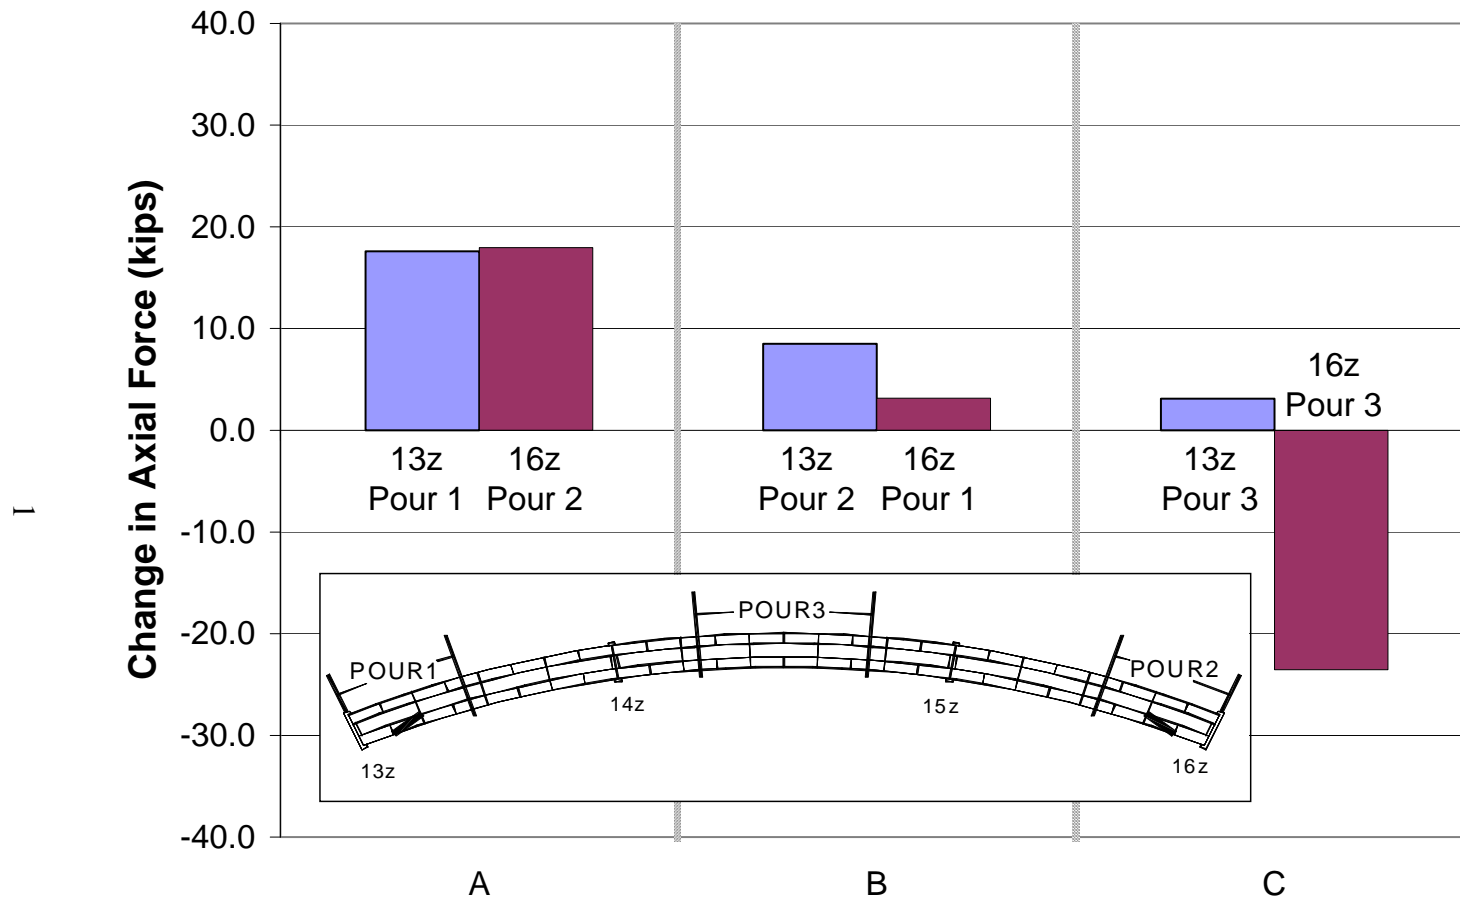 40.0
30.0
20.0
10.0
0.0
-10.0
-20.0
-30.0
-40.0
Change in Axial Force (kips)
1
13z
Pour 1
16z
Pour 2
13z
Pour 2
16z
Pour 1
13z
Pour 3
16z
Pour 3
POUR1
POUR3
POUR2
13z
14z
15z
16z
A
B
C